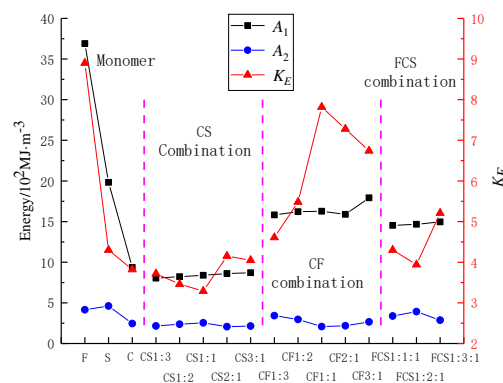 A1
A2
KE
Monomer
CS
Combination
CF
combination
FCS
combination
Energy/10²MJ·m⁻³
40
35
30
25
20
15
10
5
0
10
9
8
7
6
5
4
3
2
KE
F S C CS1:3 CS1:1 CS3:1 CF1:2 CF2:1 FCS1:1:1 FCS1:3:1
CS1:2 CS2:1 CF1:3 CF1:1 CF3:1 FCS1:2:1